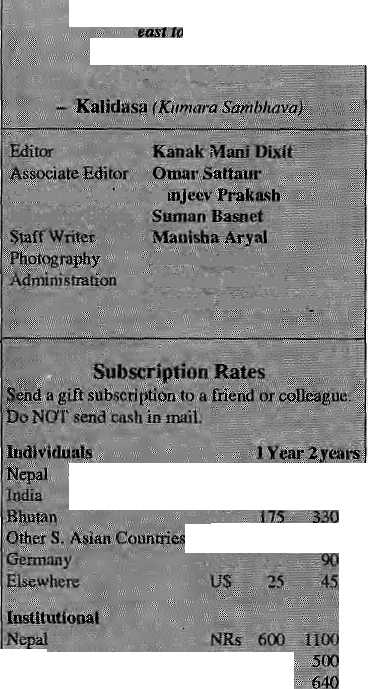 east to
– Kalidasa (Kumara Sambhava)
Editor Kanak Mani Dixit
Associate Editor Omar Sattaur
njeev Prakash
Suman Basnet
Staff Writer Manisha Aryal
Photography
Administration
Subscription Rates
Send a gift subscription to a friend or colleague.
Do NOT send cash in mail.
Individuals 1 Year 2 years
Nepal
India
Bhutan 175 330
Other S. Asian Countries
Germany 90
Elsewhere US 25 45
Institutional
Nepal NRs 600 1100
500
640